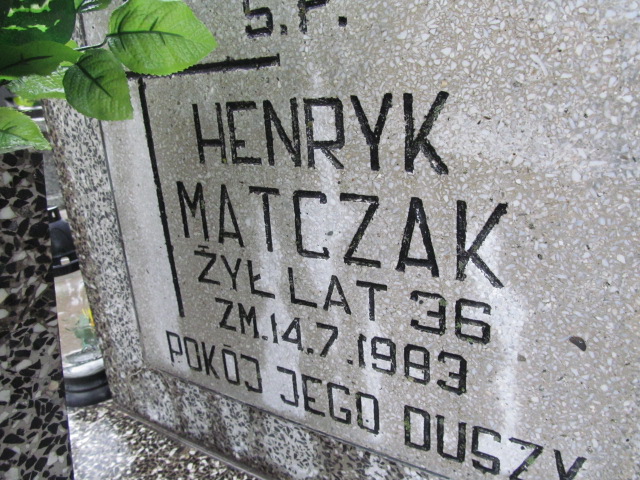 Ś.P.
HENRYK
MATCZAK
ŻYŁ LAT 36
ZM.14.7.1983
POKÓJ JEGO DUSZY